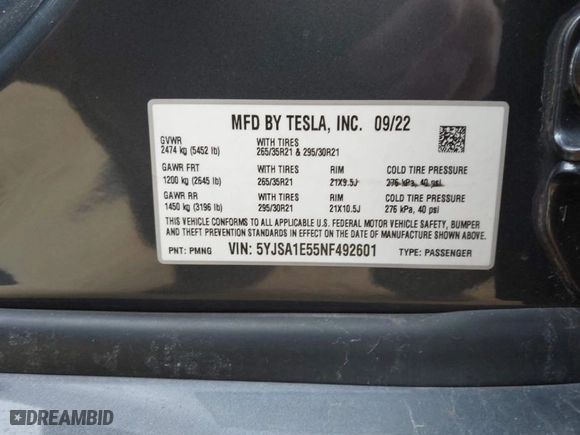 MFD BY TESLA, INC. 09/22
GVWR WITH TIRES
2474 kg (5452 lb) 265/35R21 & 295/30R21
GAWR FRT WITH TIRES RIM COLD TIRE PRESSURE
1200 kg (2645 lb) 265/35R21 21X9.5J 276 kPa, 40 psi
GAWR RR WITH TIRES RIM COLD TIRE PRESSURE
1450 kg (3196 lb) 295/30R21 21X10.5J 276 kPa, 40 psi
THIS VEHICLE CONFORMS TO ALL APPLICABLE U.S. FEDERAL MOTOR VEHICLE SAFETY, BUMPER
AND THEFT PREVENTION STANDARDS IN EFFECT ON THE DATE OF MANUFACTURE SHOWN ABOVE.
PNT: PMNG VIN: 5YJSA1E55NF492601 TYPE: PASSENGER
DREAMBID